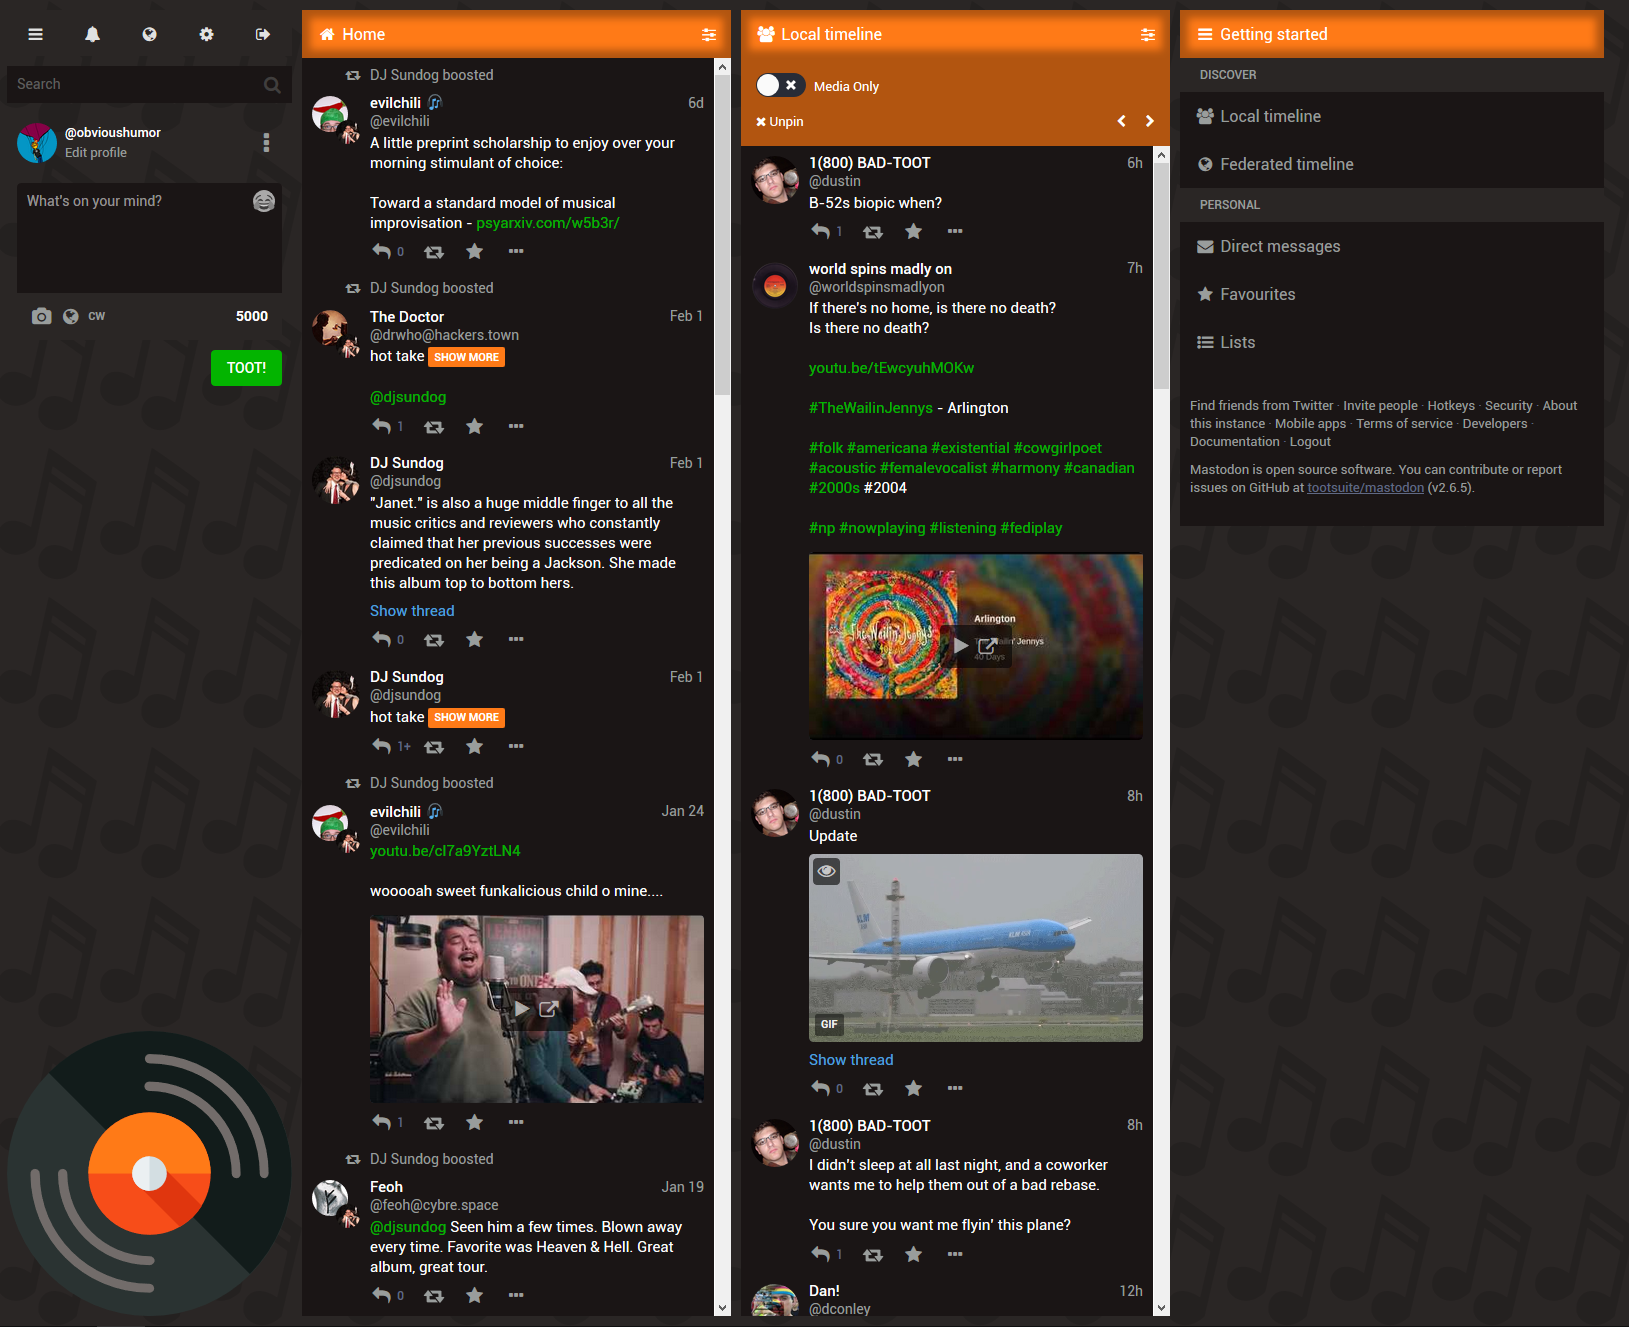 Search
@obvioushumor
Edit profile
What's on your mind?
CW
5000
TOOT!
Home
DJ Sundog boosted
evilchili
6d
@evilchili
A little preprint scholarship to enjoy over your
morning stimulant of choice:
Toward a standard model of musical
improvisation - psyarxiv.com/w5b3r/
0
DJ Sundog boosted
The Doctor
Feb 1
@drwho@hackers.town
hot take SHOW MORE
@djsundog
1
DJ Sundog
Feb 1
@djsundog
"Janet." is also a huge middle finger to all the
music critics and reviewers who constantly
claimed that her previous successes were
predicated on her being a Jackson. She made
this album top to bottom hers.
Show thread
0
DJ Sundog
Feb 1
@djsundog
hot take SHOW MORE
1+
DJ Sundog boosted
evilchili
Jan 24
@evilchili
youtu.be/cI7a9YztLN4
wooooah sweet funkalicious child o mine....
LENNON
1
DJ Sundog boosted
Feoh
Jan 19
@feoh@cybre.space
@djsundog Seen him a few times. Blown away
every time. Favorite was Heaven & Hell. Great
album, great tour.
0
Local timeline
Media Only
Unpin
1(800) BAD-TOOT
6h
@dustin
B-52s biopic when?
1
world spins madly on
7h
@worldspinsmadlyon
If there's no home, is there no death?
Is there no death?
youtu.be/tEwcyuhMOKw
#TheWailinJennys - Arlington
#folk #americana #existential #cowgirlpoet
#acoustic #femalevocalist #harmony #canadian
#2000s #2004
#np #nowplaying #listening #fediplay
The Wailin' Jennys
Arlington
The Wailin' Jennys
40 Days
0
1(800) BAD-TOOT
8h
@dustin
Update
KLM
KLM ASIA
GIF
Show thread
0
1(800) BAD-TOOT
8h
@dustin
I didn't sleep at all last night, and a coworker
wants me to help them out of a bad rebase.
You sure you want me flyin' this plane?
1
Dan!
12h
@dconley
Getting started
DISCOVER
Local timeline
Federated timeline
PERSONAL
Direct messages
Favourites
Lists
Find friends from Twitter · Invite people · Hotkeys · Security · About
this instance · Mobile apps · Terms of service · Developers ·
Documentation · Logout
Mastodon is open source software. You can contribute or report
issues on GitHub at tootsuite/mastodon (v2.6.5).